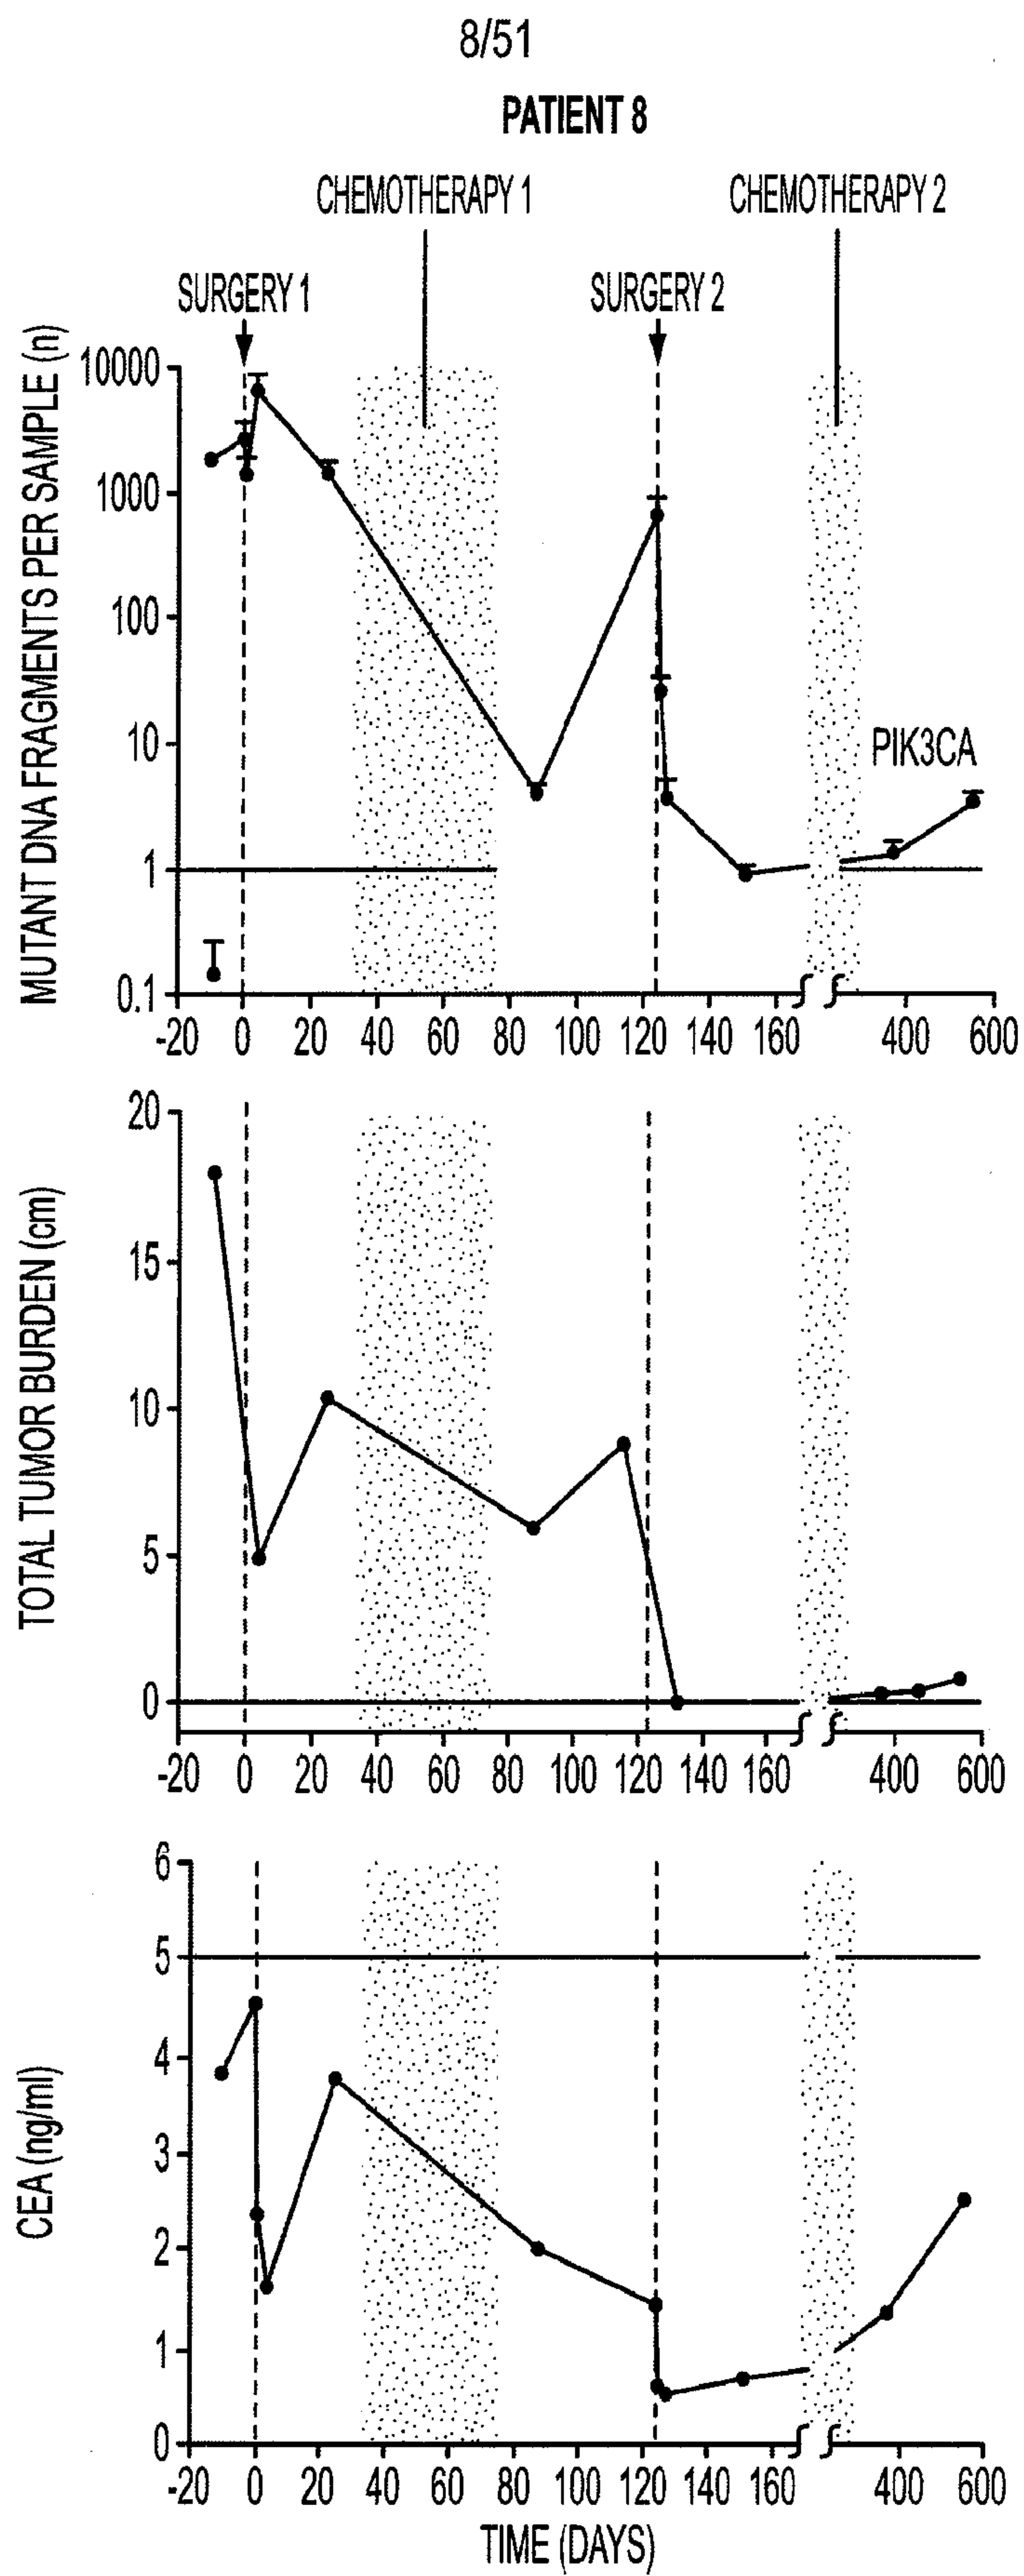 8/51
PATIENT 8
CHEMOTHERAPY 1
CHEMOTHERAPY 2
SURGERY 1
SURGERY 2
MUTANT DNA FRAGMENTS PER SAMPLE (n)
10000
1000
100
10
1
0.1
PIK3CA
-20 0 20 40 60 80 100 120 140 160 400 600
TOTAL TUMOR BURDEN (cm)
20
15
10
5
0
-20 0 20 40 60 80 100 120 140 160 400 600
CEA (ng/ml)
6
5
4
3
2
1
0
-20 0 20 40 60 80 100 120 140 160 400 600
TIME (DAYS)